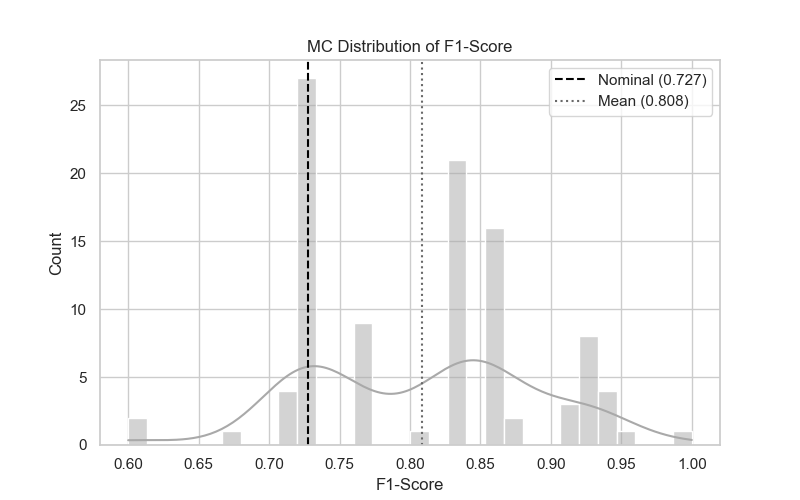 MC Distribution of F1-Score
Nominal (0.727)
Mean (0.808)
25
20
15
10
5
0
Count
0.60 0.65 0.70 0.75 0.80 0.85 0.90 0.95 1.00
F1-Score